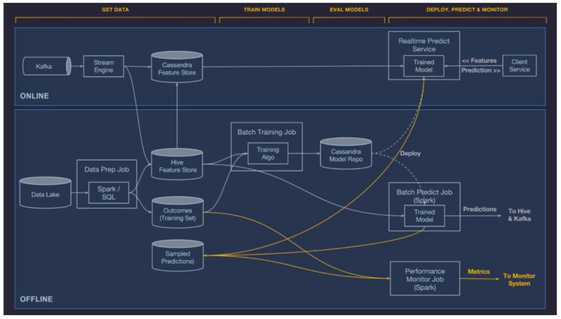 GET DATA
TRAIN MODELS
EVAL MODELS
DEPLOY, PREDICT & MONITOR
Kafka
Stream
Engine
Cassandra
Feature Store
Realtime Predict
Service
Trained
Model
<< Features
Prediction >>
Client
Service
ONLINE
Data Lake
Data Prep Job
Spark /
SQL
Hive
Feature Store
Batch Training Job
Training
Algo
Cassandra
Model Repo
Deploy
Outcomes
(Training Set)
Batch Predict Job
(Spark)
Trained
Model
Predictions
To Hive
& Kafka
Sampled
Predictions)
Performance
Monitor Job
(Spark)
Metrics
To Monitor
System
OFFLINE